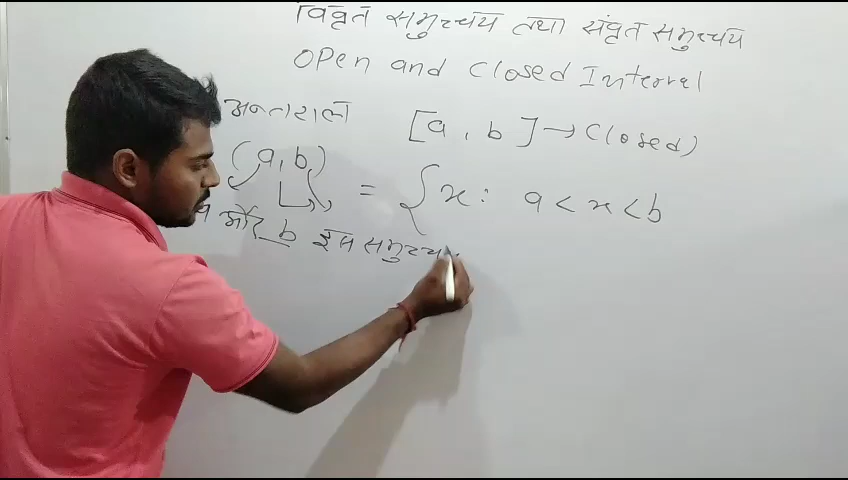 विवृत समुच्चय तथा संवृत समुच्चय
OPen and Closed Interval
अन्तराल
[a, b] → Closed)
(a, b) = { x : a < x < b
और b इस समुच्चय